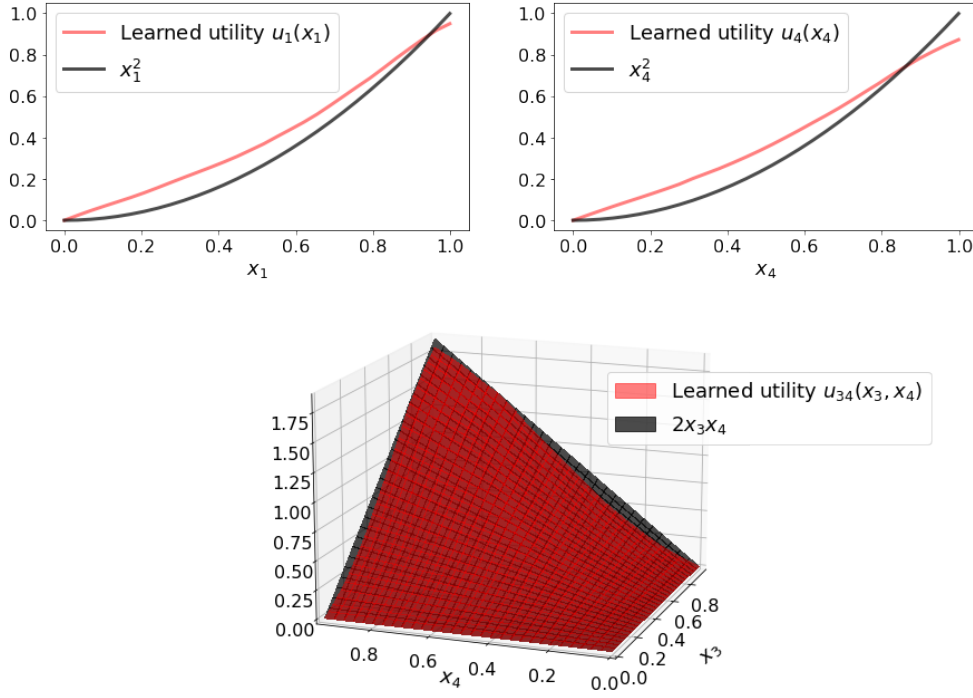 1.0
0.8
0.6
0.4
0.2
0.0
Learned utility u₁(x₁)
x₁²
0.0 0.2 0.4 0.6 0.8 1.0
x₁
1.0
0.8
0.6
0.4
0.2
0.0
Learned utility u₄(x₄)
x₄²
0.0 0.2 0.4 0.6 0.8 1.0
x₄
Learned utility u₃₄(x₃, x₄)
2x₃x₄
1.75
1.50
1.25
1.00
0.75
0.50
0.25
0.00
0.8 0.6 0.4 0.2 0.0
x₄
0.0 0.2 0.4 0.6 0.8
x₃